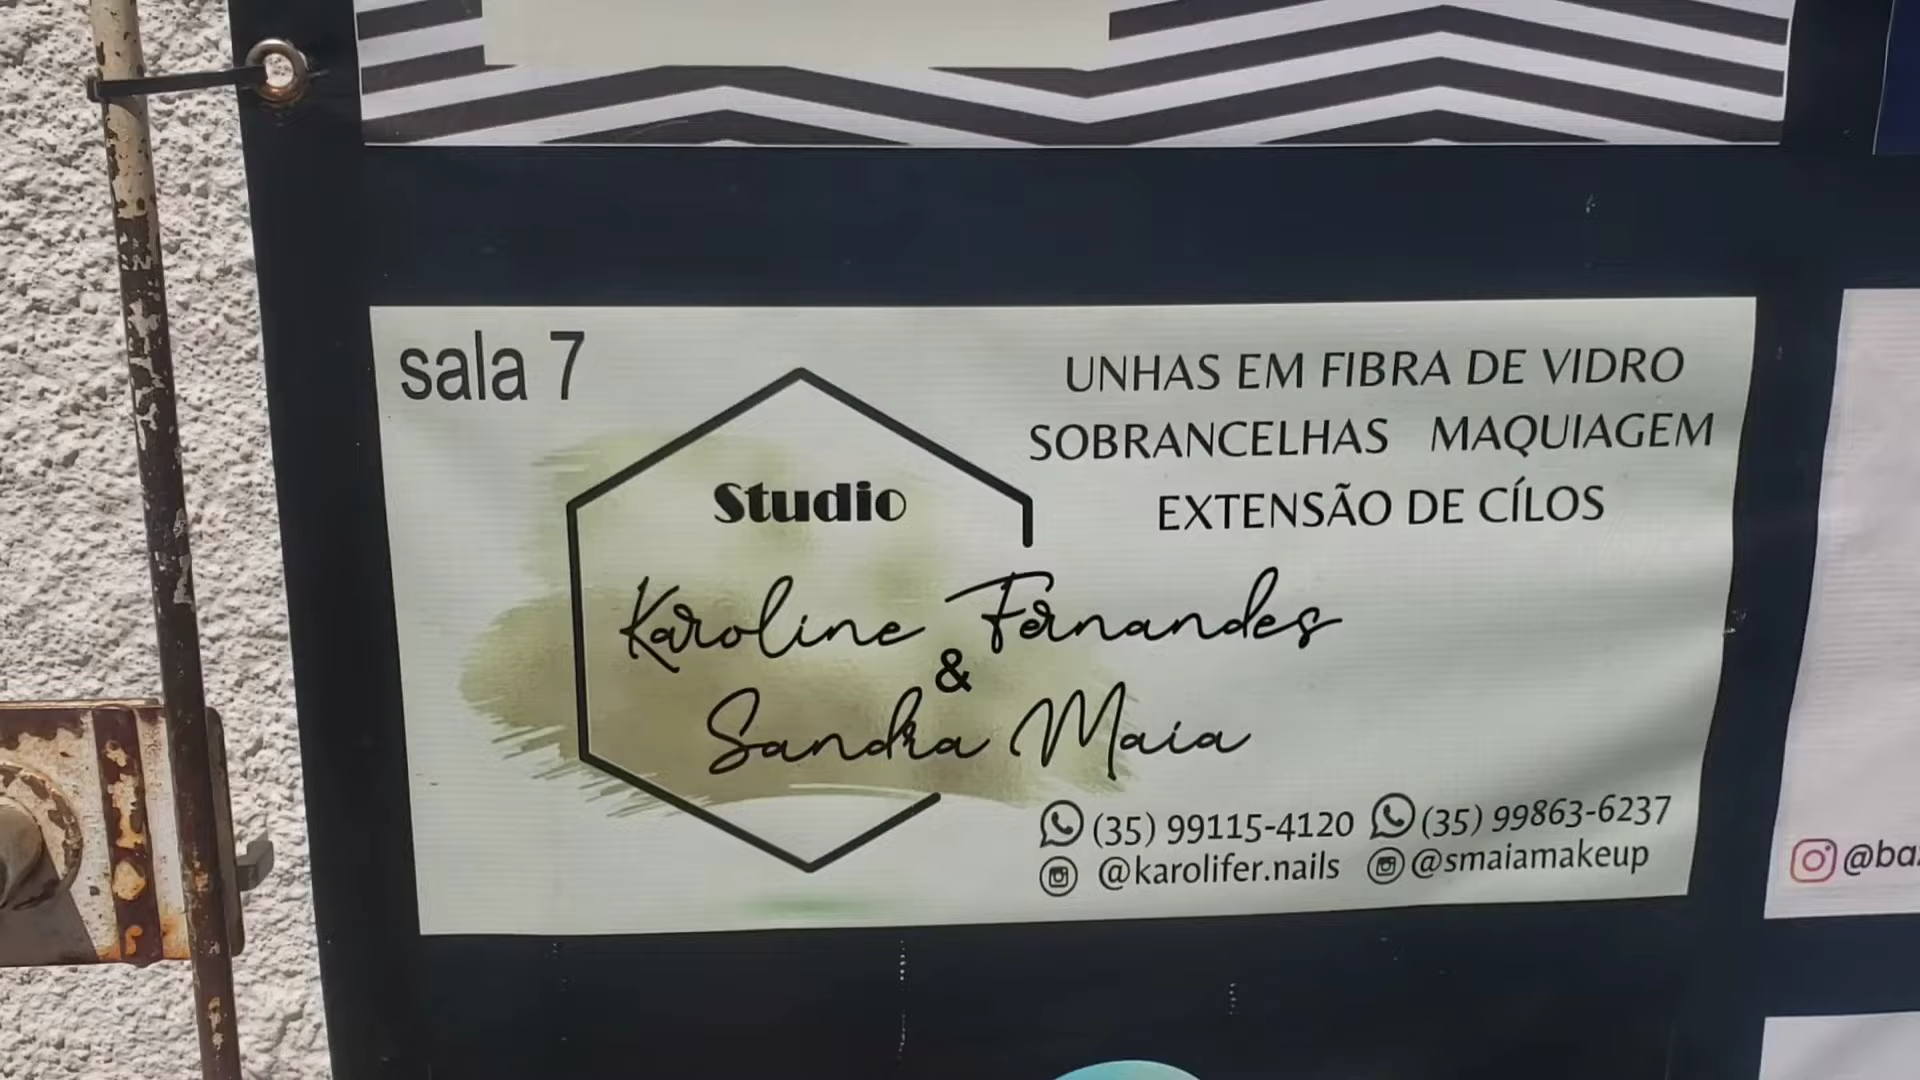 sala 7
UNHAS EM FIBRA DE VIDRO
SOBRANCELHAS MAQUIAGEM
EXTENSÃO DE CÍLOS
Studio
Karoline Fernandes
&
Sandra Maia
(35) 99115-4120 (35) 99863-6237
@karolifer.nails @smaiamakeup